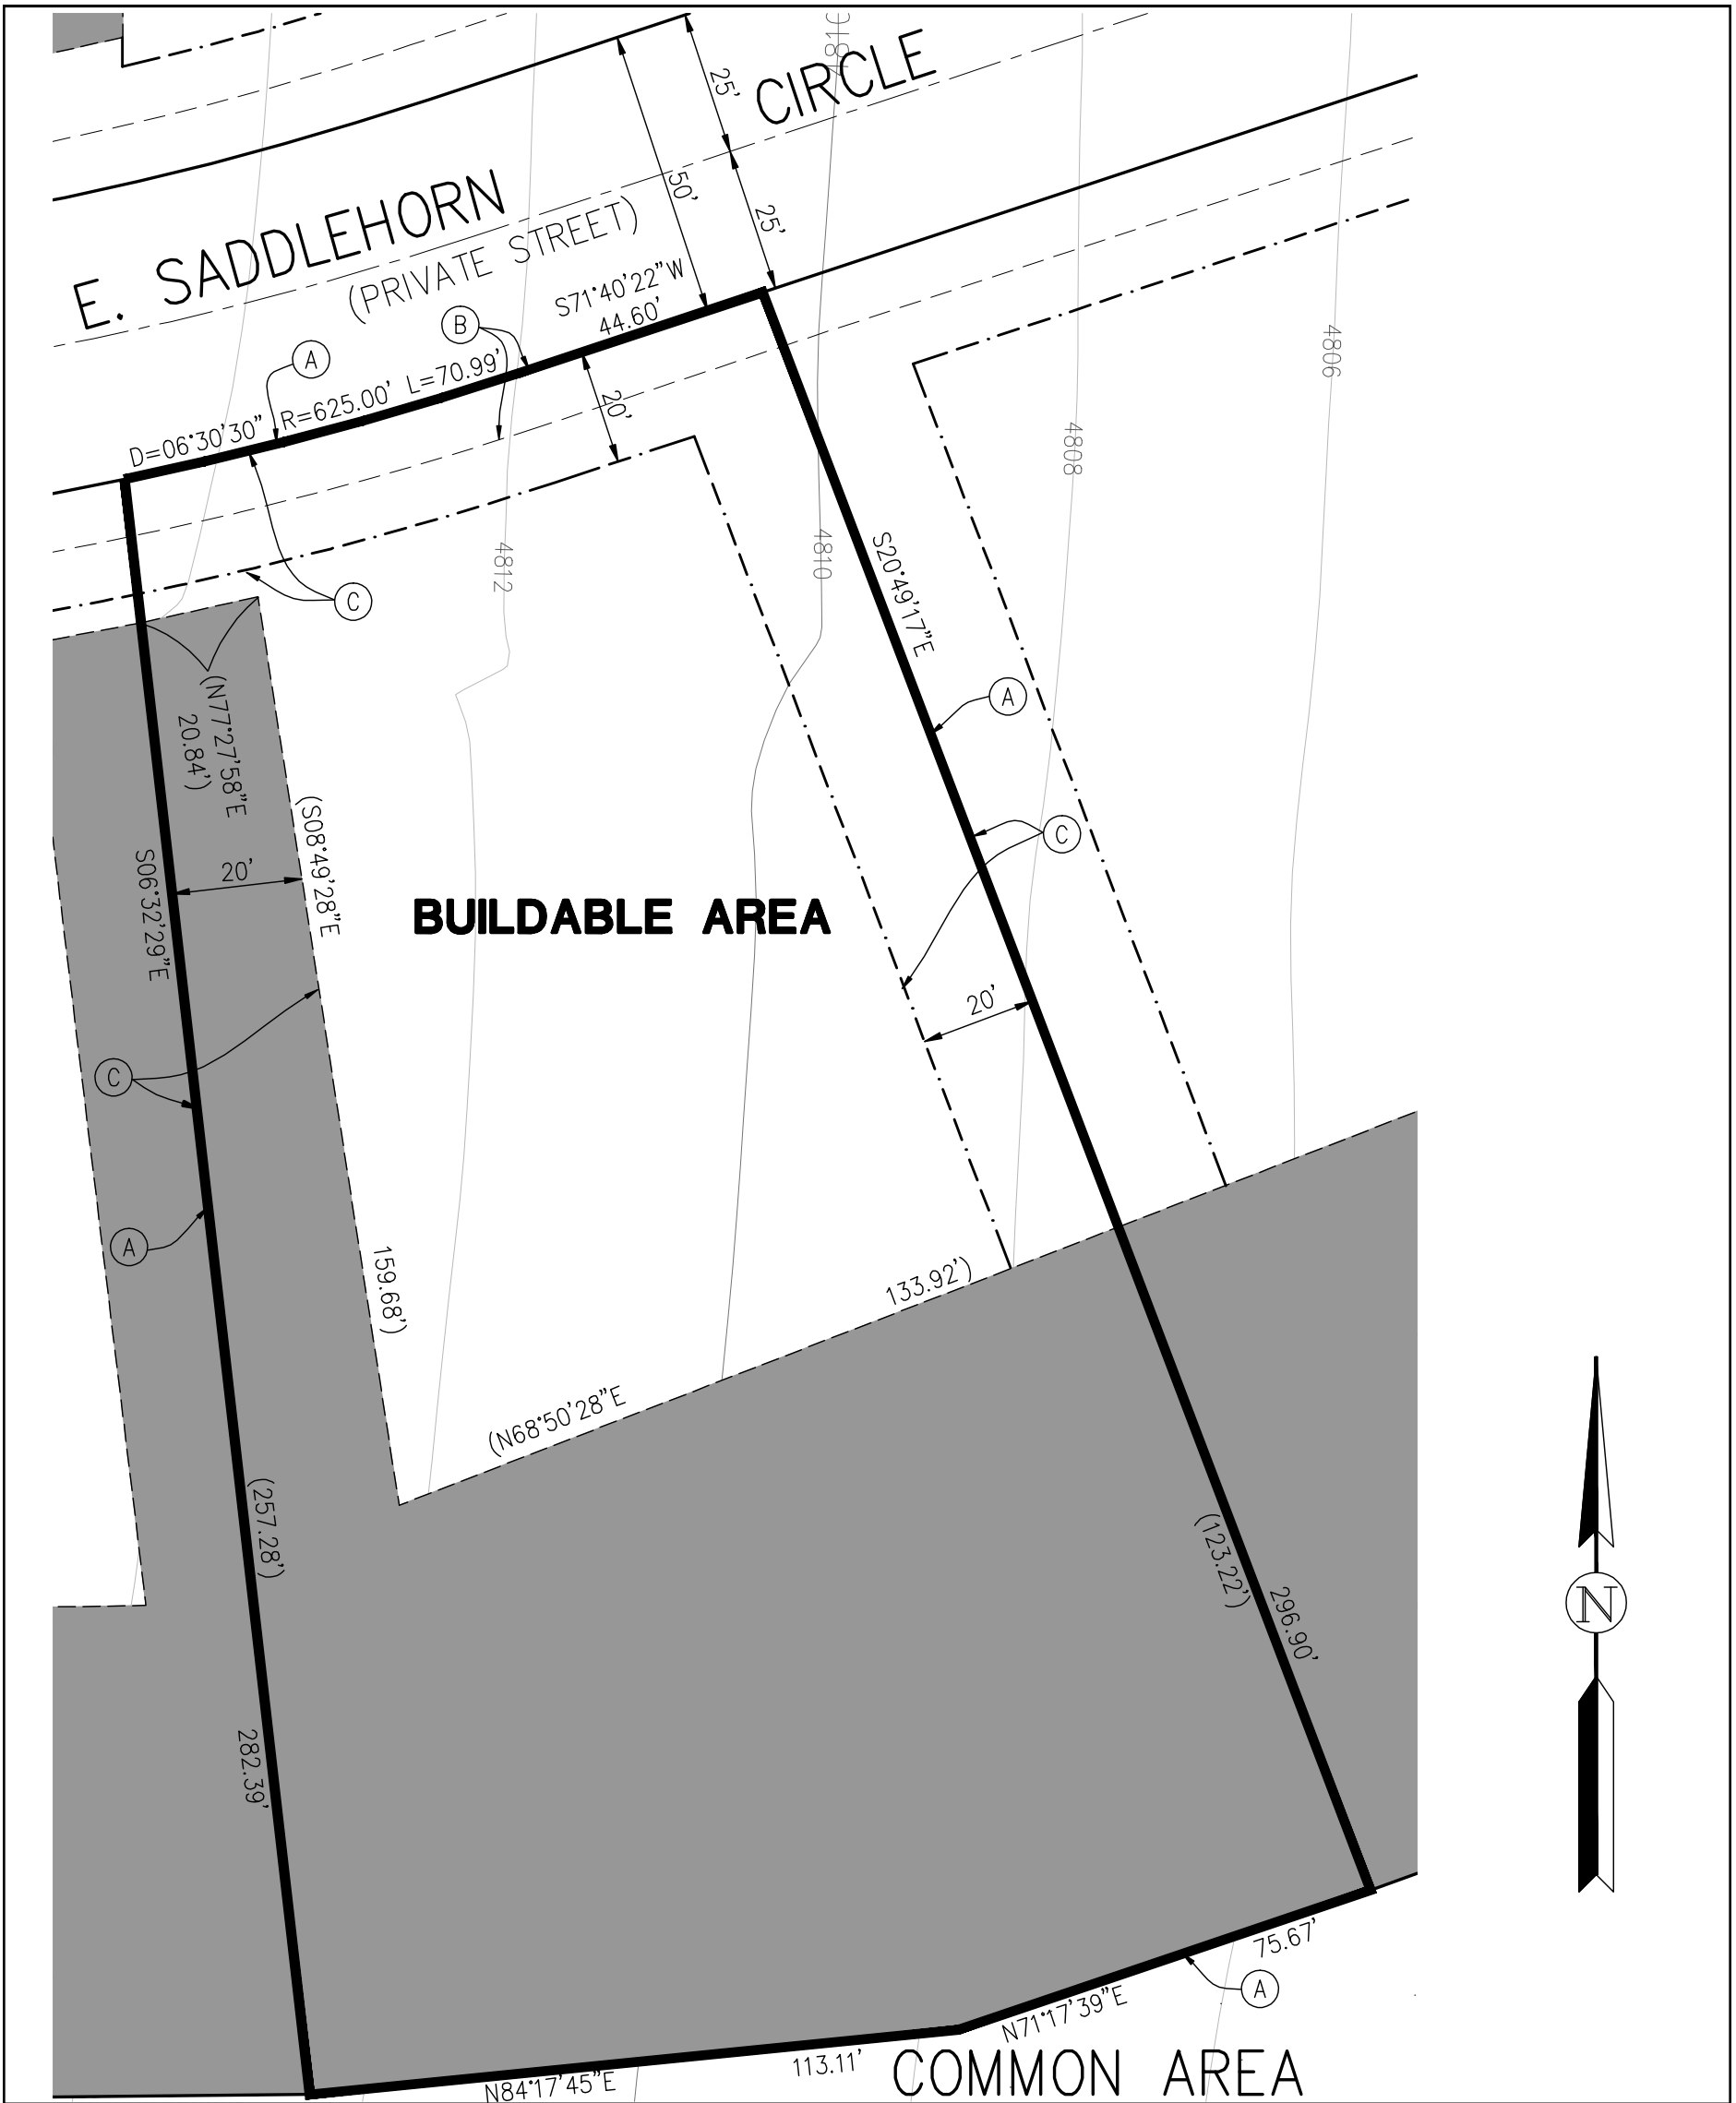 4810
25'
CIRCLE
50'
25'
E. SADDLEHORN
(PRIVATE STREET)
S71°40'22"W
44.60'
B
A
D=06°30'30" R=625.00' L=70.99'
20'
4806
4808
4812
4810
S20°49'17"E
C
A
(N77°27'58"E
20.84')
(S08°49'28"E
20'
S06°32'29"E
C
BUILDABLE AREA
20'
C
A
159.68')
133.92')
(N68°50'28"E
(257.28')
(123.22')
296.90'
N
282.39'
75.67'
A
N71°17'39"E
113.11'
N84°17'45"E
COMMON AREA